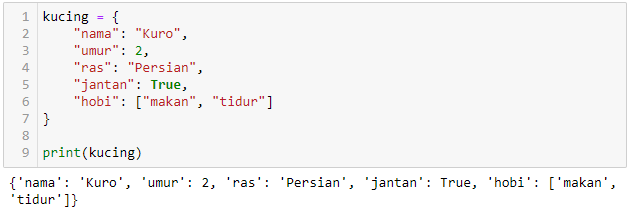 1 kucing = {
2     "nama": "Kuro",
3     "umur": 2,
4     "ras": "Persian",
5     "jantan": True,
6     "hobi": ["makan", "tidur"]
7 }
8
9 print(kucing)
{'nama': 'Kuro', 'umur': 2, 'ras': 'Persian', 'jantan': True, 'hobi': ['makan',
'tidur']}